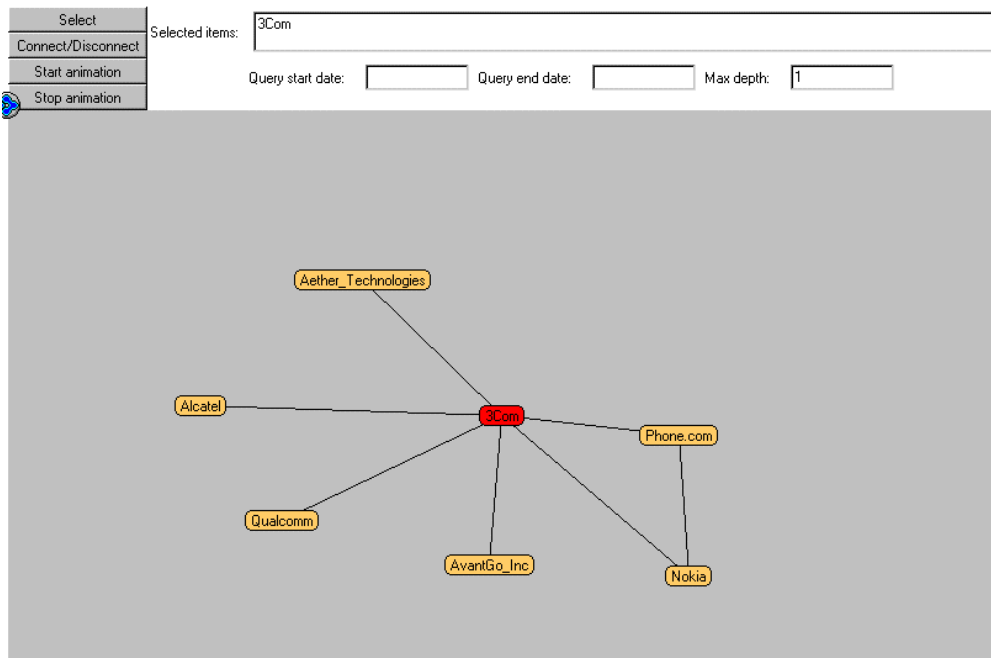 Select
Connect/Disconnect
Start animation
Stop animation
Selected items:
3Com
Query start date:
Query end date:
Max depth:
1
Aether_Technologies
Alcatel
3Com
Phone.com
Qualcomm
AvantGo_Inc
Nokia